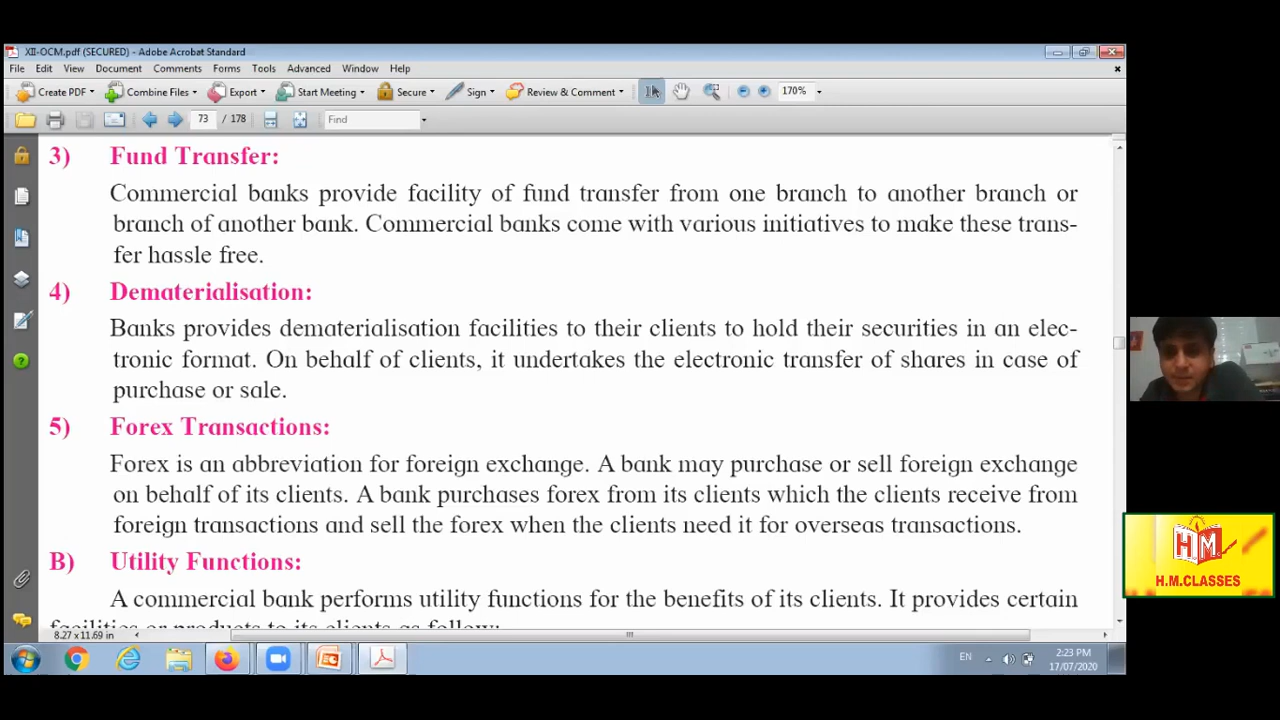 XII-OCM.pdf (SECURED) - Adobe Acrobat Standard
File Edit View Document Comments Forms Tools Advanced Window Help
Create PDF Combine Files Export Start Meeting Secure Sign Review & Comment 170%
73 / 178 Find
3) Fund Transfer:
Commercial banks provide facility of fund transfer from one branch to another branch or
branch of another bank. Commercial banks come with various initiatives to make these trans-
fer hassle free.
4) Dematerialisation:
Banks provides dematerialisation facilities to their clients to hold their securities in an elec-
tronic format. On behalf of clients, it undertakes the electronic transfer of shares in case of
purchase or sale.
5) Forex Transactions:
Forex is an abbreviation for foreign exchange. A bank may purchase or sell foreign exchange
on behalf of its clients. A bank purchases forex from its clients which the clients receive from
foreign transactions and sell the forex when the clients need it for overseas transactions.
B) Utility Functions:
A commercial bank performs utility functions for the benefits of its clients. It provides certain
facilities or products to its clients as follow:
8.27 x 11.69 in
HM
H.M.CLASSES
EN
2:23 PM
17/07/2020